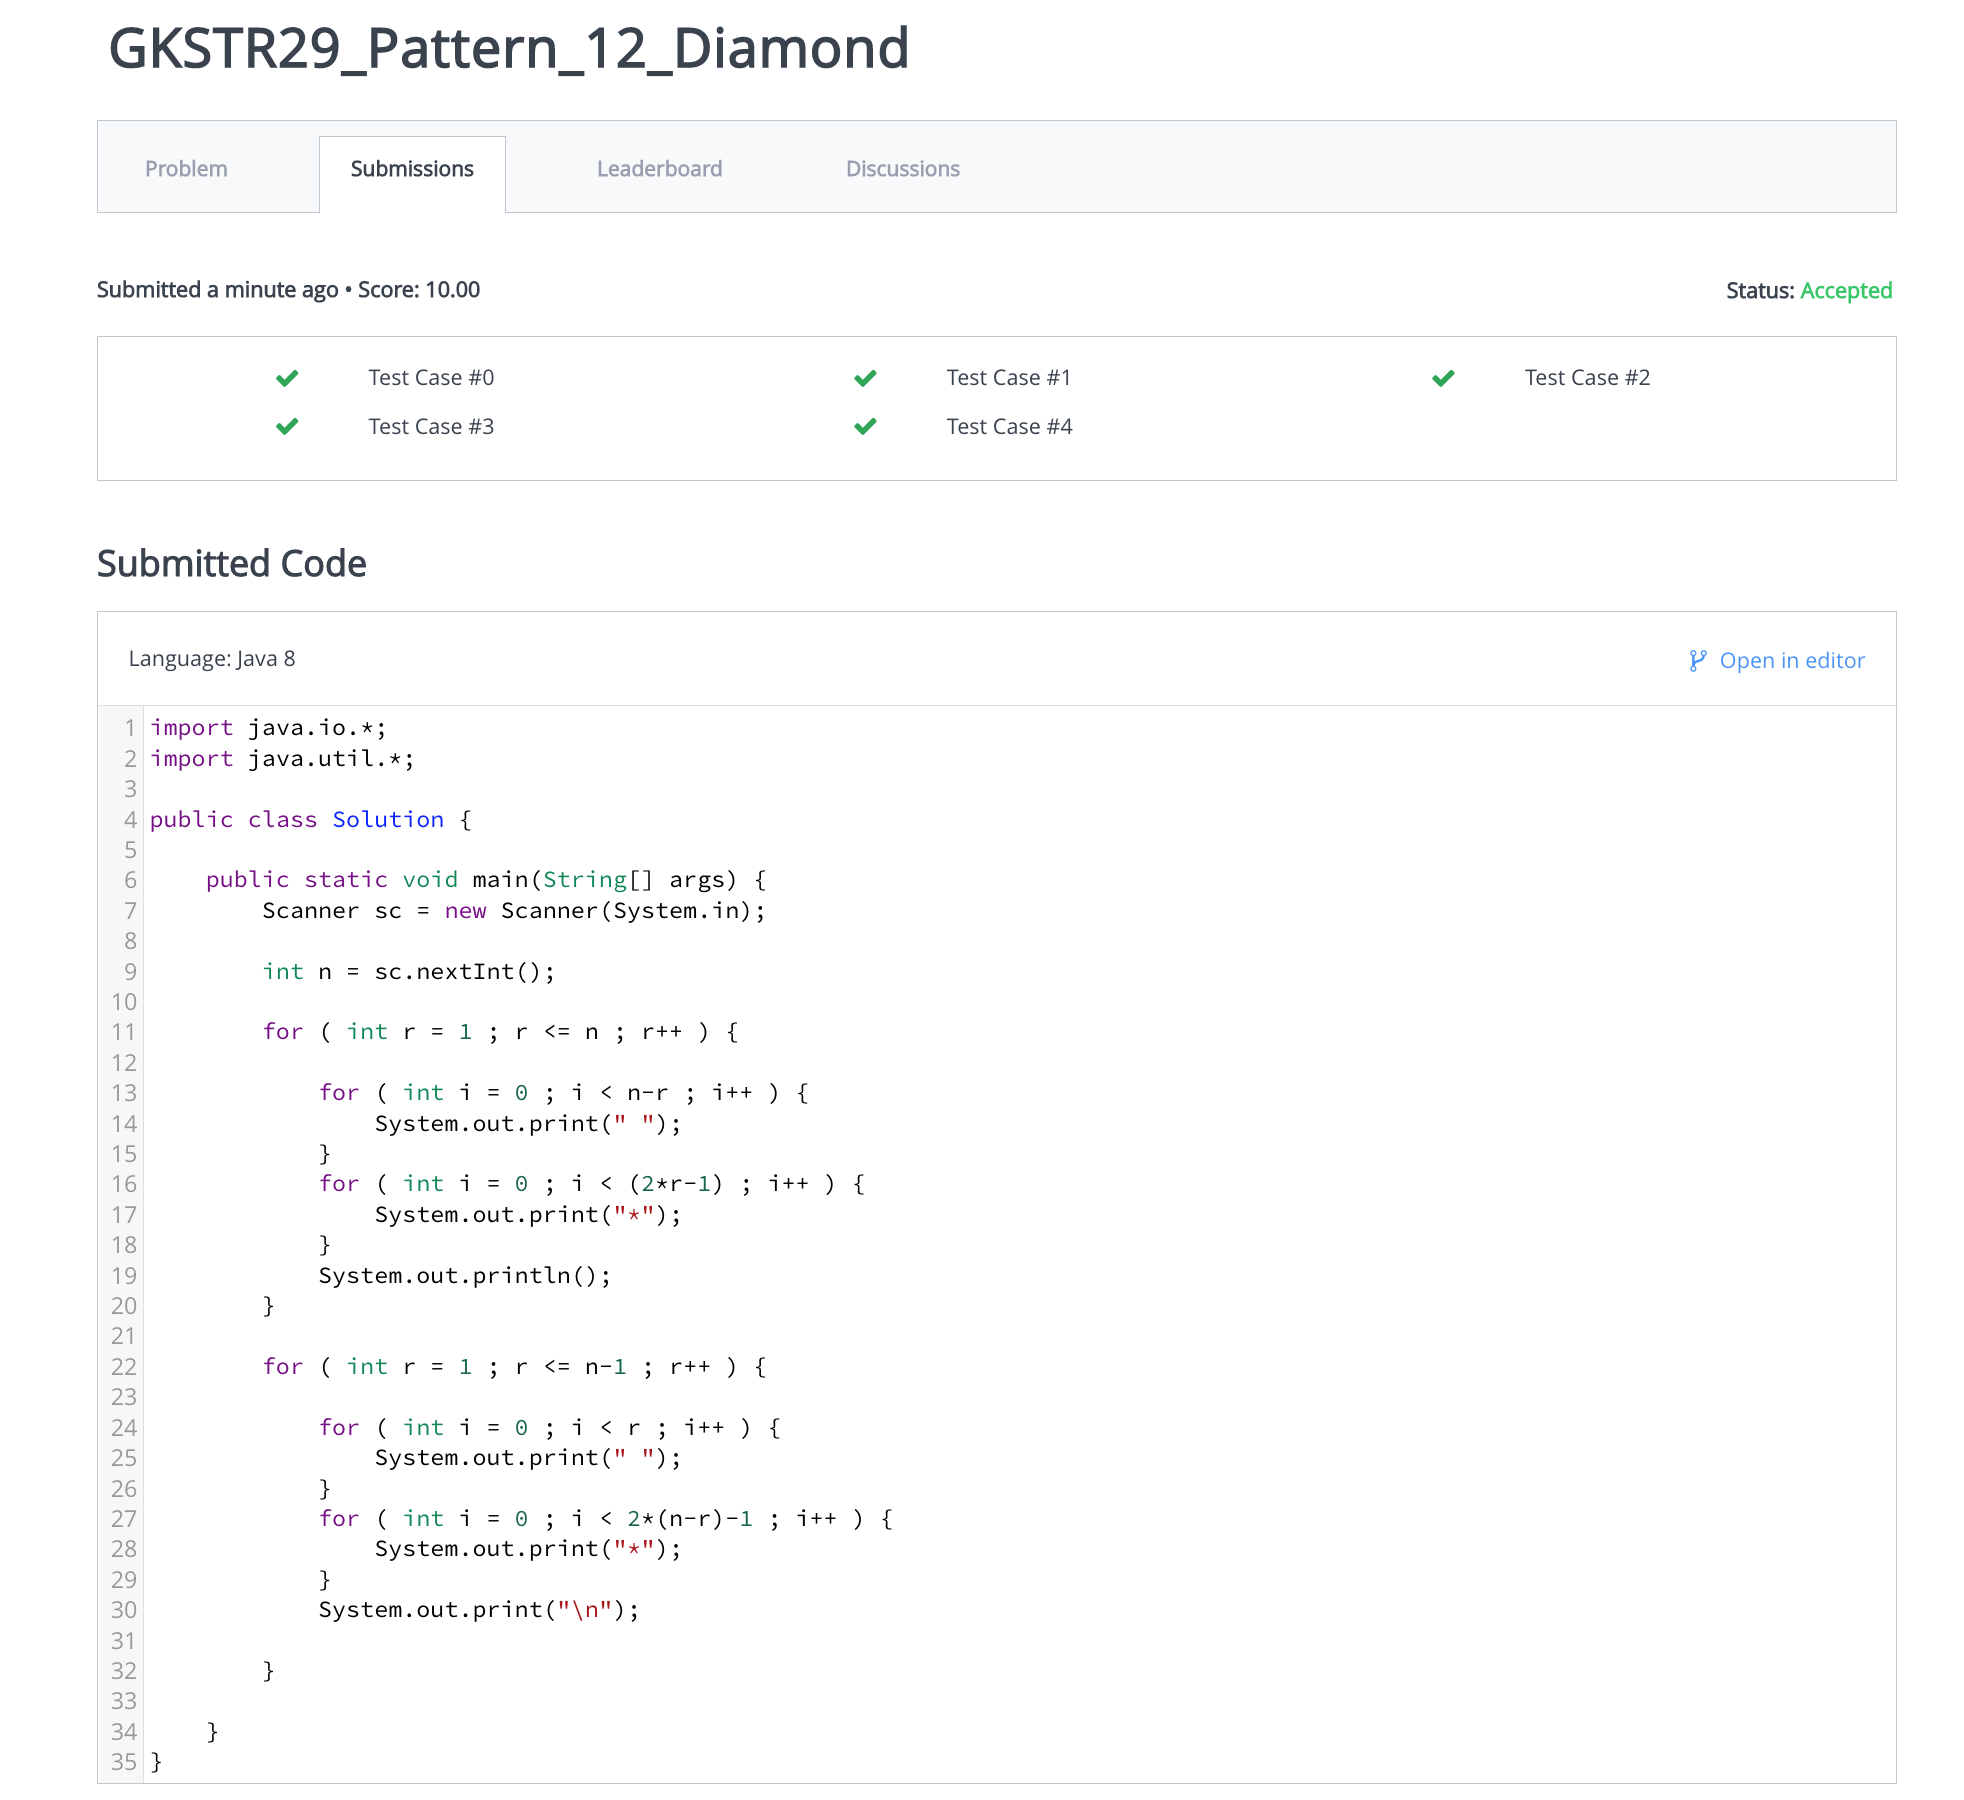 GKSTR29_Pattern_12_Diamond
Problem Submissions Leaderboard Discussions
Submitted a minute ago • Score: 10.00 Status: Accepted
Test Case #0 Test Case #1 Test Case #2
Test Case #3 Test Case #4
Submitted Code
Language: Java 8 Open in editor
1 import java.io.*;
2 import java.util.*;
3
4 public class Solution {
5
6     public static void main(String[] args) {
7         Scanner sc = new Scanner(System.in);
8
9         int n = sc.nextInt();
10
11         for ( int r = 1 ; r <= n ; r++ ) {
12
13             for ( int i = 0 ; i < n-r ; i++ ) {
14                 System.out.print(" ");
15             }
16             for ( int i = 0 ; i < (2*r-1) ; i++ ) {
17                 System.out.print("*");
18             }
19             System.out.println();
20         }
21
22         for ( int r = 1 ; r <= n-1 ; r++ ) {
23
24             for ( int i = 0 ; i < r ; i++ ) {
25                 System.out.print(" ");
26             }
27             for ( int i = 0 ; i < 2*(n-r)-1 ; i++ ) {
28                 System.out.print("*");
29             }
30             System.out.print("\n");
31
32         }
33
34     }
35 }